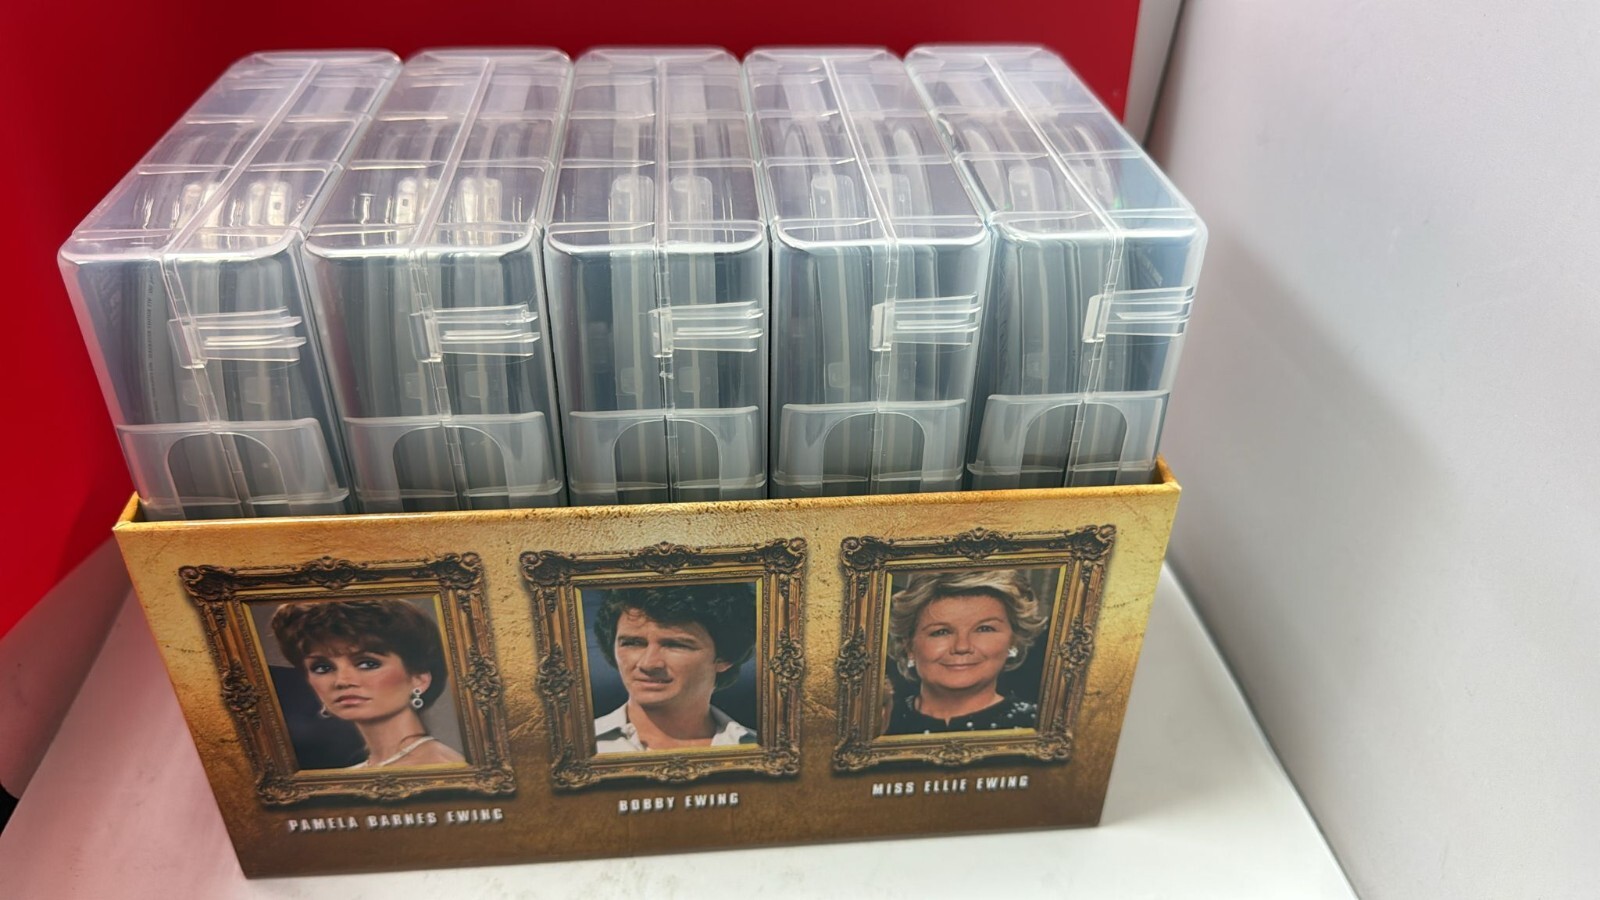 PAMELA BARNES EWING
BOBBY EWING
MISS ELLIE EWING